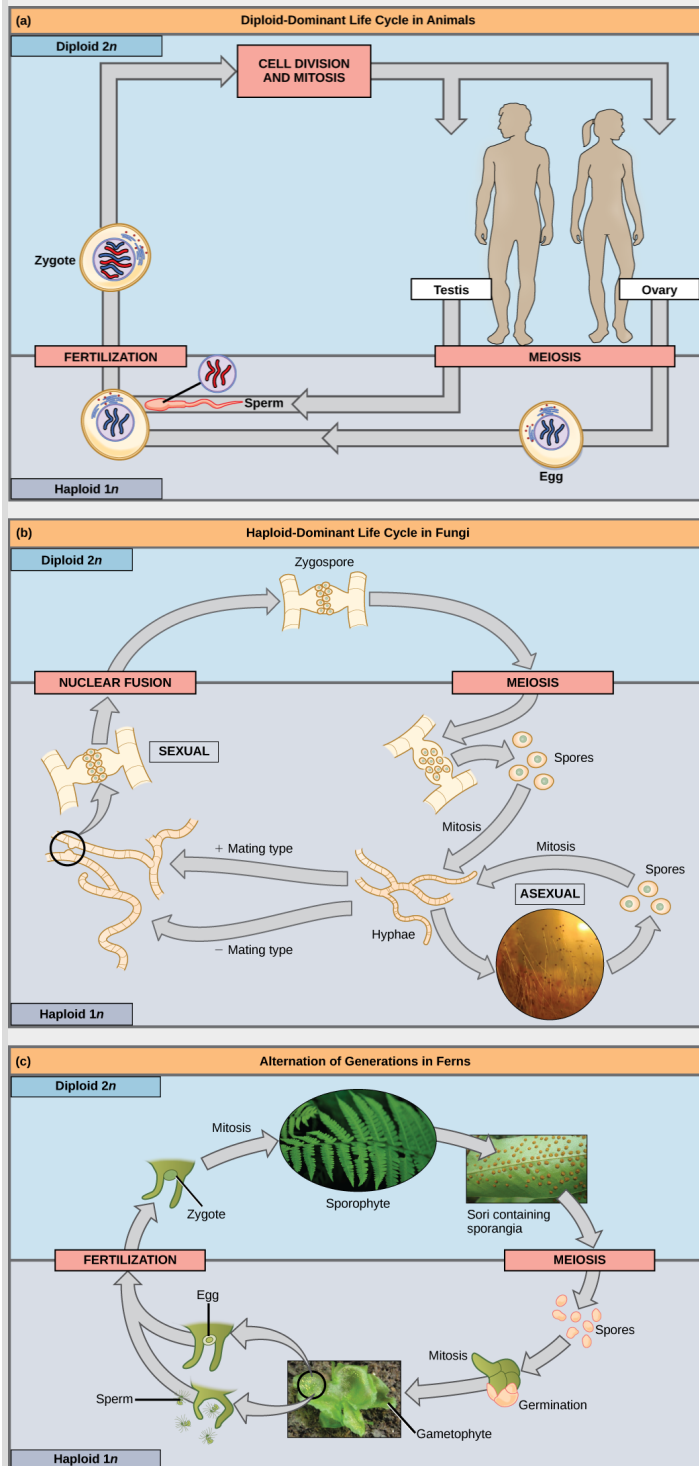 (a) Diploid-Dominant Life Cycle in Animals
Diploid 2n
CELL DIVISION
AND MITOSIS
Zygote
Testis
Ovary
FERTILIZATION
MEIOSIS
Sperm
Egg
Haploid 1n
(b) Haploid-Dominant Life Cycle in Fungi
Diploid 2n
Zygospore
NUCLEAR FUSION
MEIOSIS
SEXUAL
Spores
Mitosis
+ Mating type
Mitosis
Spores
ASEXUAL
Hyphae
− Mating type
Haploid 1n
(c) Alternation of Generations in Ferns
Diploid 2n
Mitosis
Zygote
Sporophyte
Sori containing
sporangia
FERTILIZATION
MEIOSIS
Egg
Spores
Mitosis
Sperm
Germination
Gametophyte
Haploid 1n